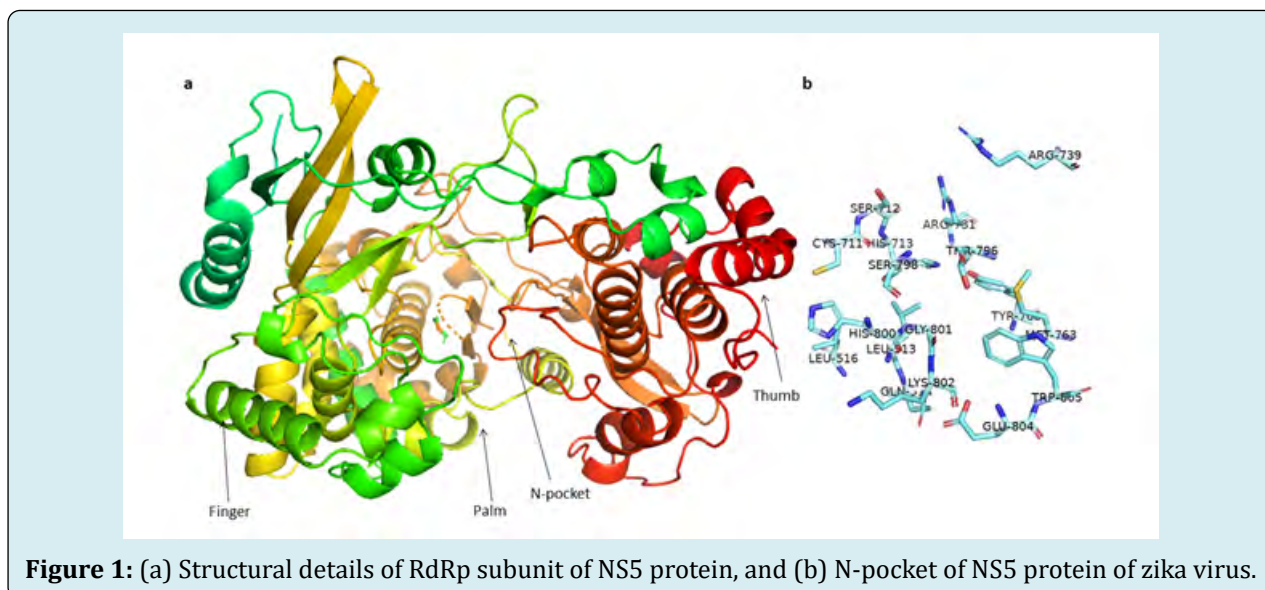 a
b
ARG-739
SER-712
ARG-731
CYS-711 HIS-713
SER-798
HIS-800 GLY-801
MET-763
LEU-516
LYS-802
GLU-804
Thumb
N-pocket
Finger
Palm
Figure 1: (a) Structural details of RdRp subunit of NS5 protein, and (b) N-pocket of NS5 protein of zika virus.